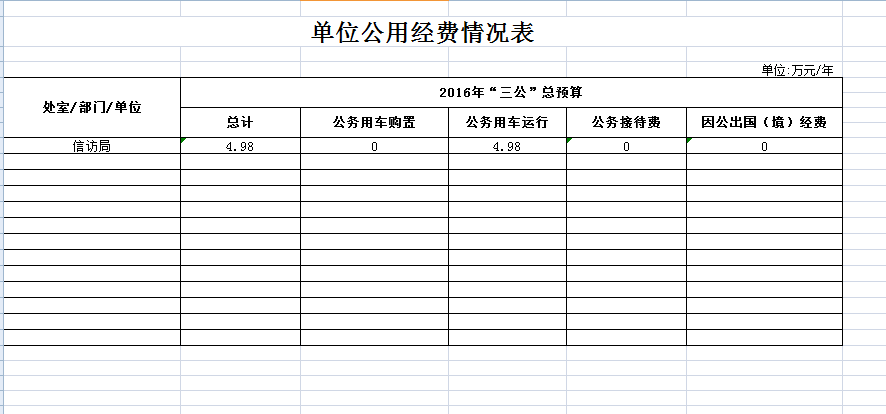 单位公用经费情况表
单位:万元/年
处室/部门/单位
2016年“三公”总预算
总计 公务用车购置 公务用车运行 公务接待费 因公出国（境）经费
信访局 4.98 0 4.98 0 0